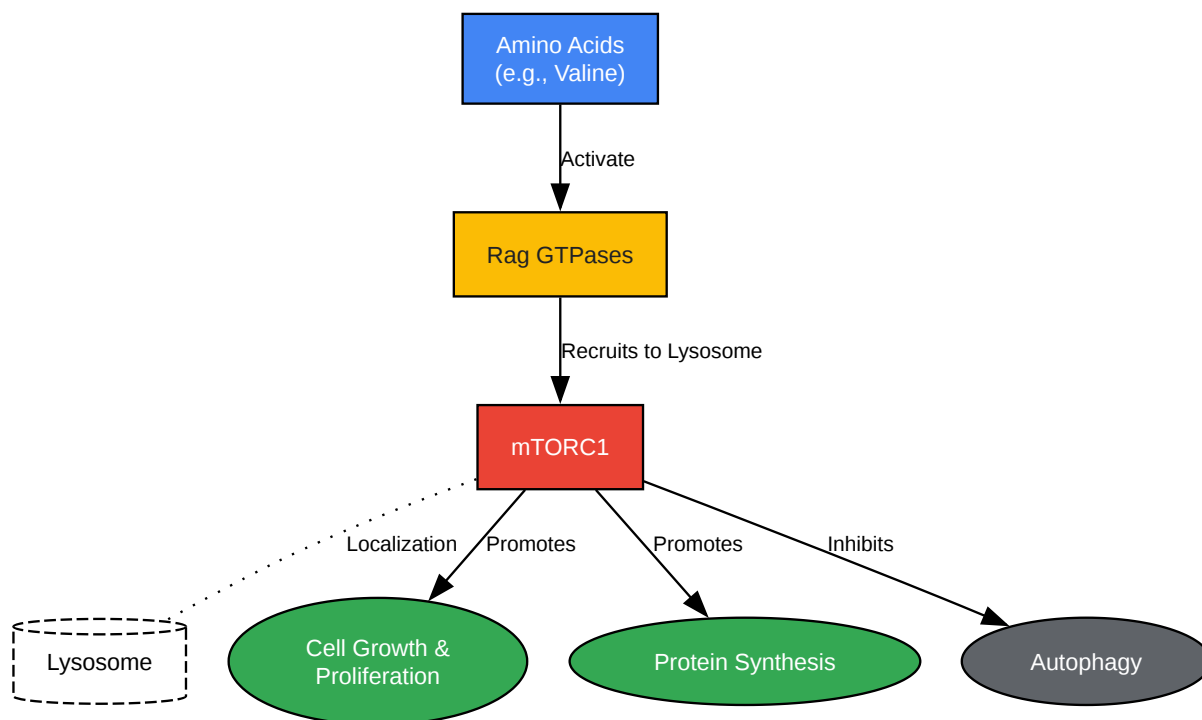 Amino Acids
(e.g., Valine)
Activate
Rag GTPases
Recruits to Lysosome
mTORC1
Localization
Promotes
Promotes
Inhibits
Lysosome
Cell Growth &
Proliferation
Protein Synthesis
Autophagy